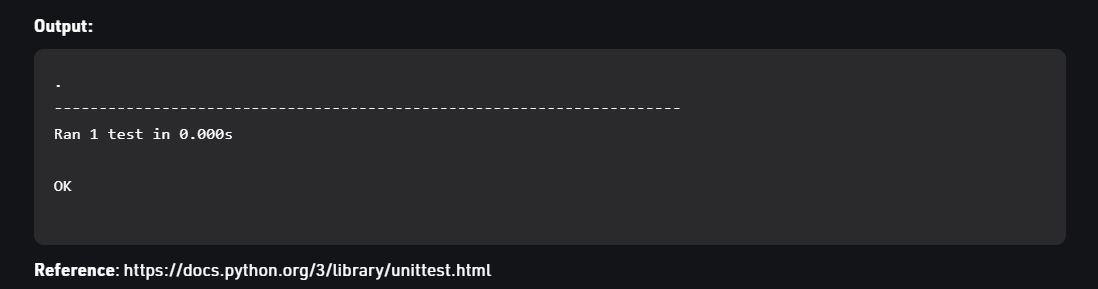 Output:
.
----------------------------------------------------------------------
Ran 1 test in 0.000s
OK
Reference: https://docs.python.org/3/library/unittest.html